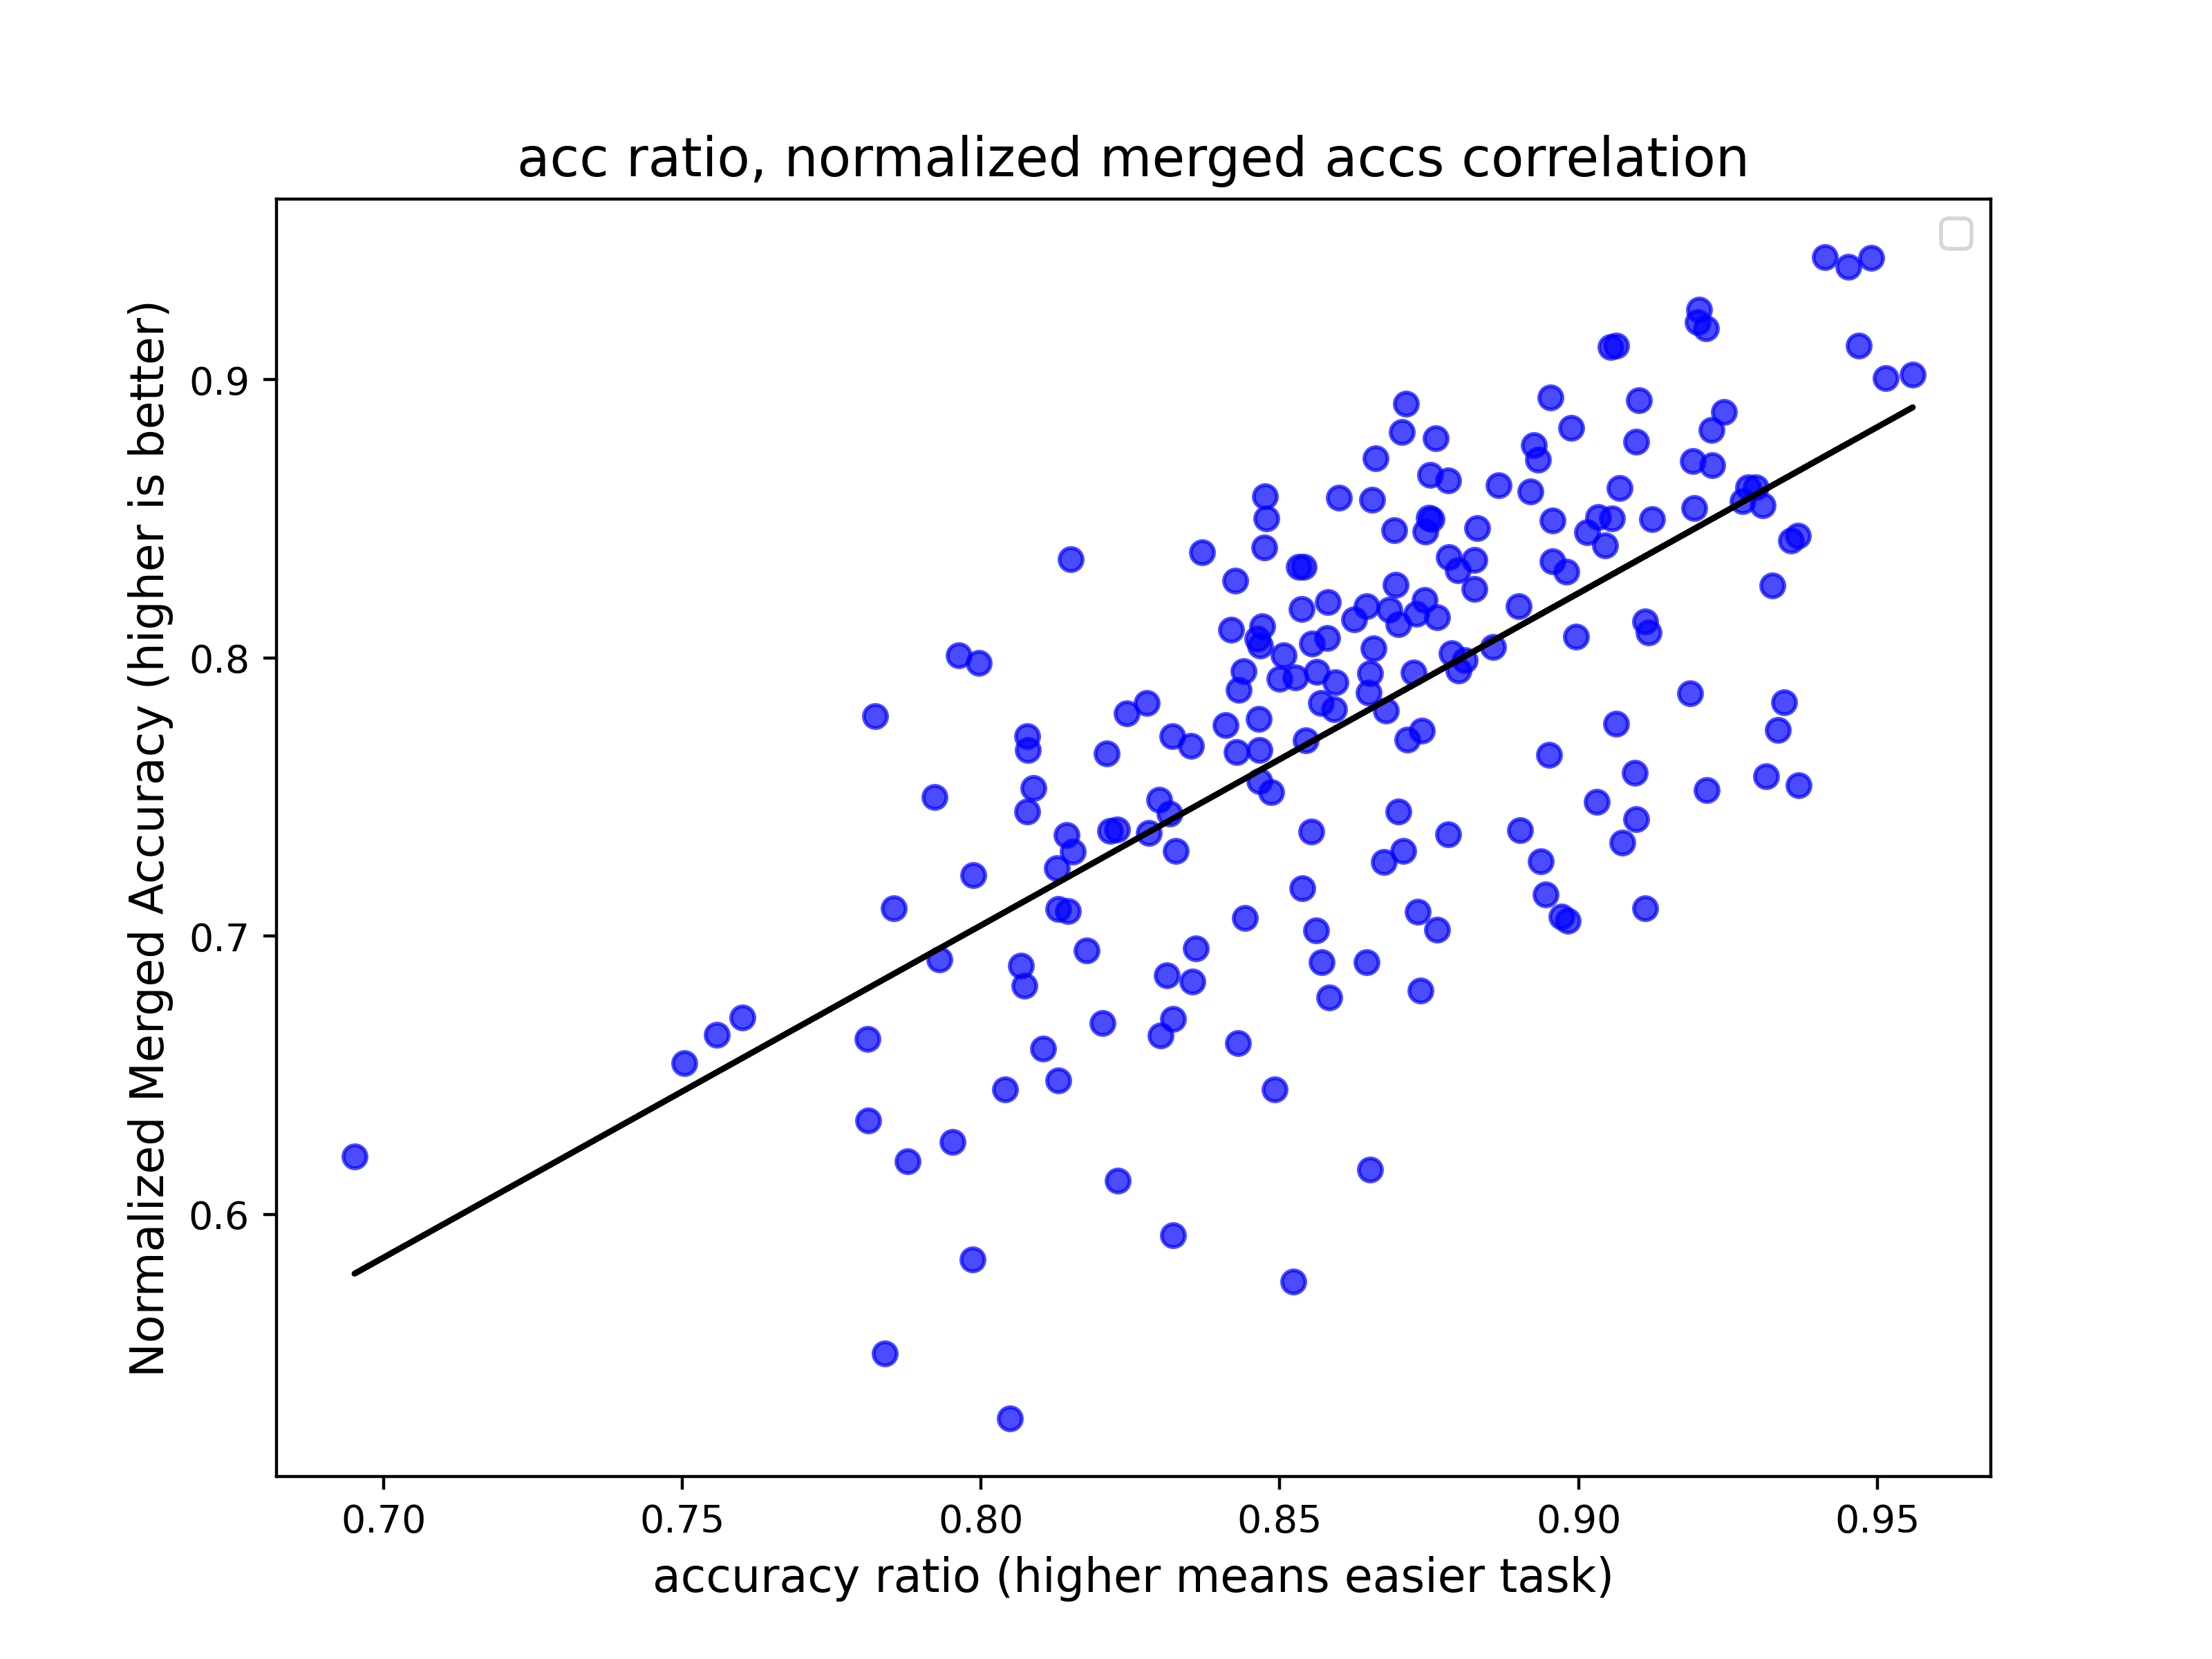 acc ratio, normalized merged accs correlation
Normalized Merged Accuracy (higher is better)
0.9
0.8
0.7
0.6
0.70 0.75 0.80 0.85 0.90 0.95
accuracy ratio (higher means easier task)